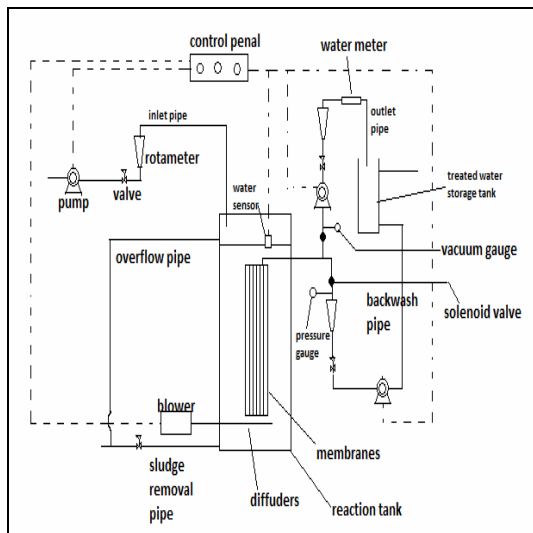 control penal
water meter
inlet pipe
outlet
pipe
rotameter
treated water
storage tank
pump
valve
water
sensor
overflow pipe
vacuum gauge
backwash
pipe
solenoid valve
pressure
gauge
blower
membranes
sludge
removal
pipe
diffuders
reaction tank